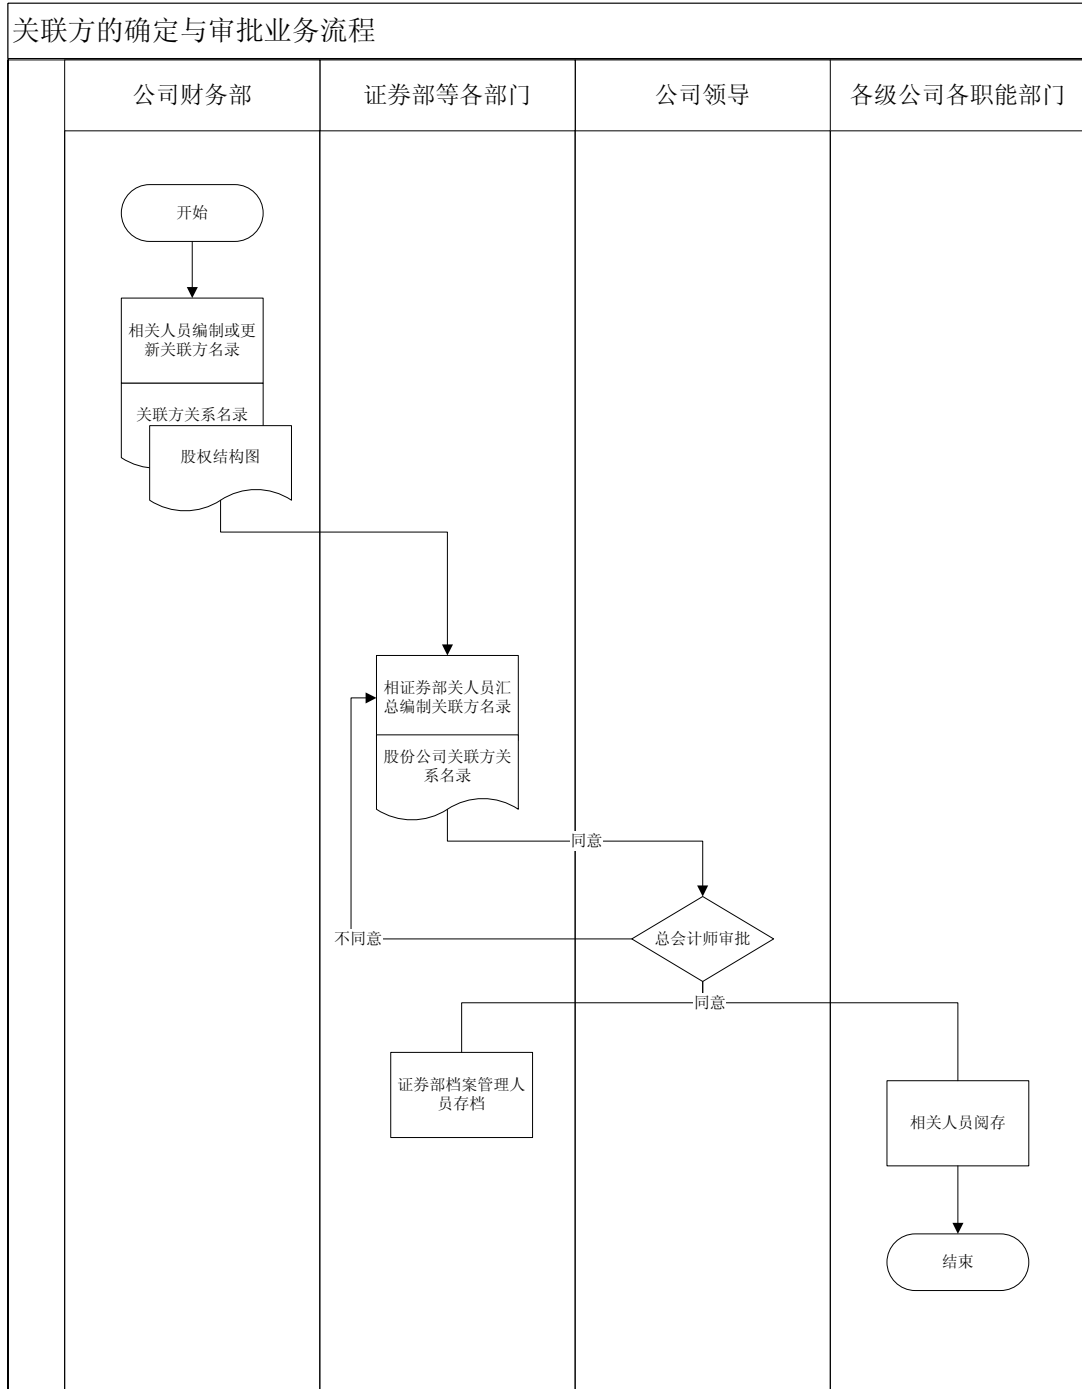 关联方的确定与审批业务流程
公司财务部
证券部等各部门
公司领导
各级公司各职能部门
开始
相关人员编制或更
新关联方名录
关联方关系名录
股权结构图
相证券部关人员汇
总编制关联方名录
股份公司关联方关
系名录
同意
不同意
总会计师审批
同意
证券部档案管理人
员存档
相关人员阅存
结束